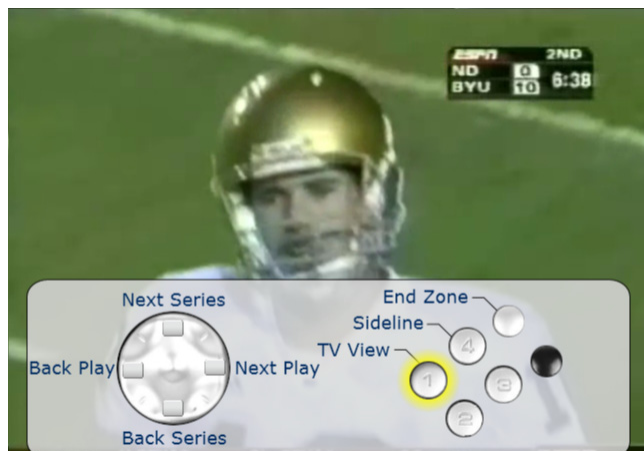 ESPN 2ND
ND 0 6:38
BYU 10
Next Series
Back Play
Next Play
Back Series
End Zone
Sideline
TV View
4
1
3
2